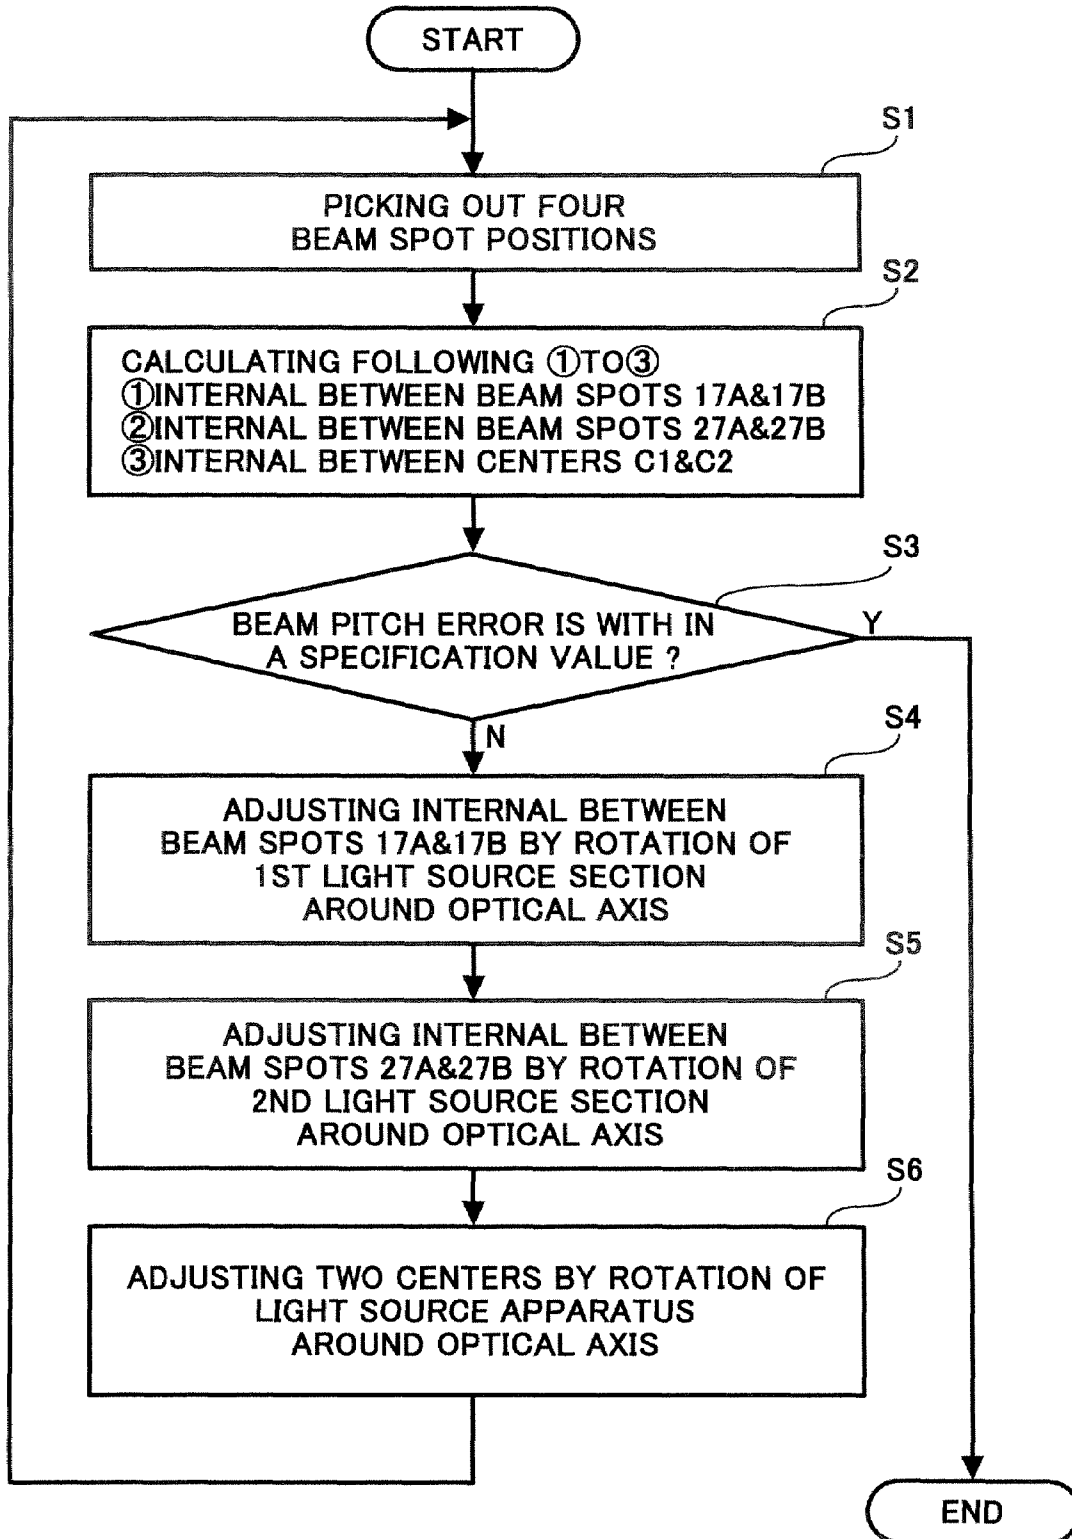 START
S1
PICKING OUT FOUR
BEAM SPOT POSITIONS
S2
CALCULATING FOLLOWING ①TO③
①INTERNAL BETWEEN BEAM SPOTS 17A&17B
②INTERNAL BETWEEN BEAM SPOTS 27A&27B
③INTERNAL BETWEEN CENTERS C1&C2
S3
BEAM PITCH ERROR IS WITH IN
A SPECIFICATION VALUE ?
Y
N
S4
ADJUSTING INTERNAL BETWEEN
BEAM SPOTS 17A&17B BY ROTATION OF
1ST LIGHT SOURCE SECTION
AROUND OPTICAL AXIS
S5
ADJUSTING INTERNAL BETWEEN
BEAM SPOTS 27A&27B BY ROTATION OF
2ND LIGHT SOURCE SECTION
AROUND OPTICAL AXIS
S6
ADJUSTING TWO CENTERS BY ROTATION OF
LIGHT SOURCE APPARATUS
AROUND OPTICAL AXIS
END